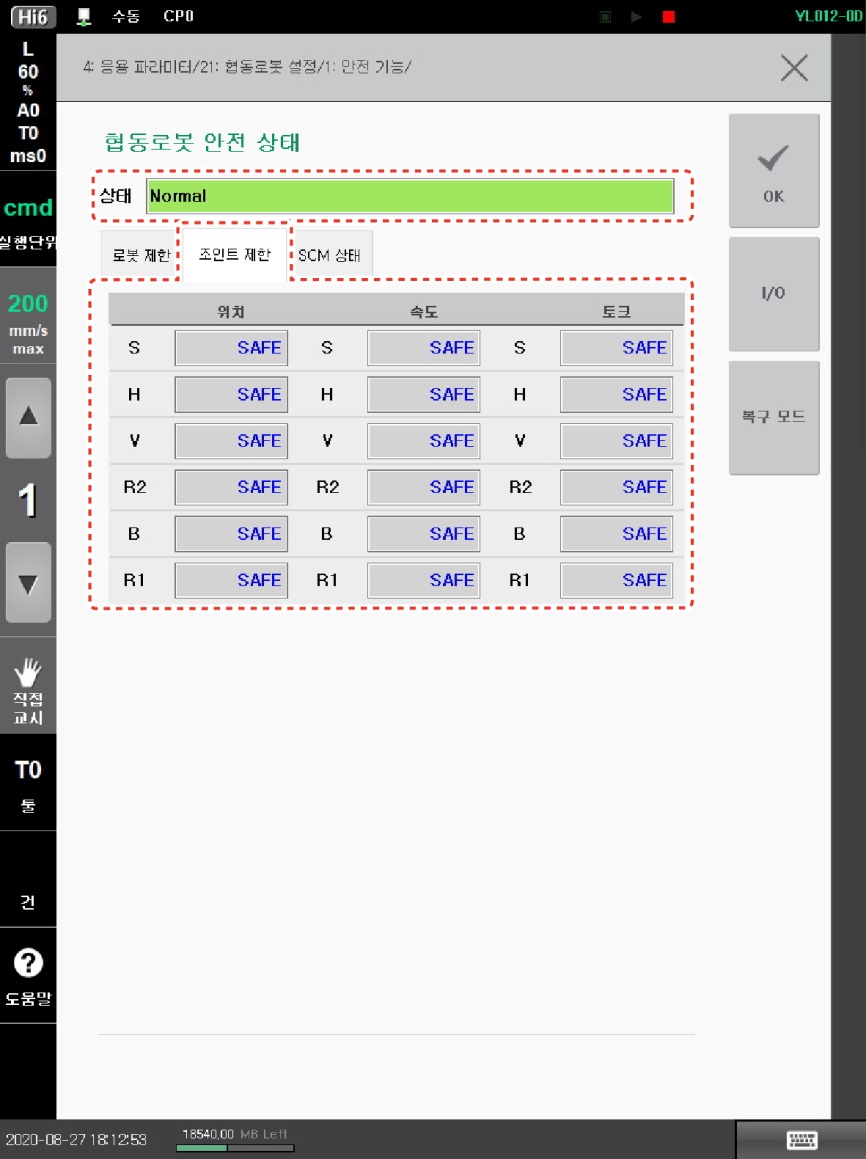 Hi6 수동 CP0 YL012-0D
L
60
%
A0
T0
ms0
cmd
실행단위
200
mm/s
max
▲
1
▼
직접
교시
T0
툴
건
?
도움말
4: 응용 파라미터/21: 협동로봇 설정/1: 안전 기능/
협동로봇 안전 상태
상태 Normal
로봇 제한 조인트 제한 SCM 상태
위치 속도 토크
S SAFE S SAFE S SAFE
H SAFE H SAFE H SAFE
V SAFE V SAFE V SAFE
R2 SAFE R2 SAFE R2 SAFE
B SAFE B SAFE B SAFE
R1 SAFE R1 SAFE R1 SAFE
OK
I/O
복구 모드
2020-08-27 18:12:53 18540,00 MB Left